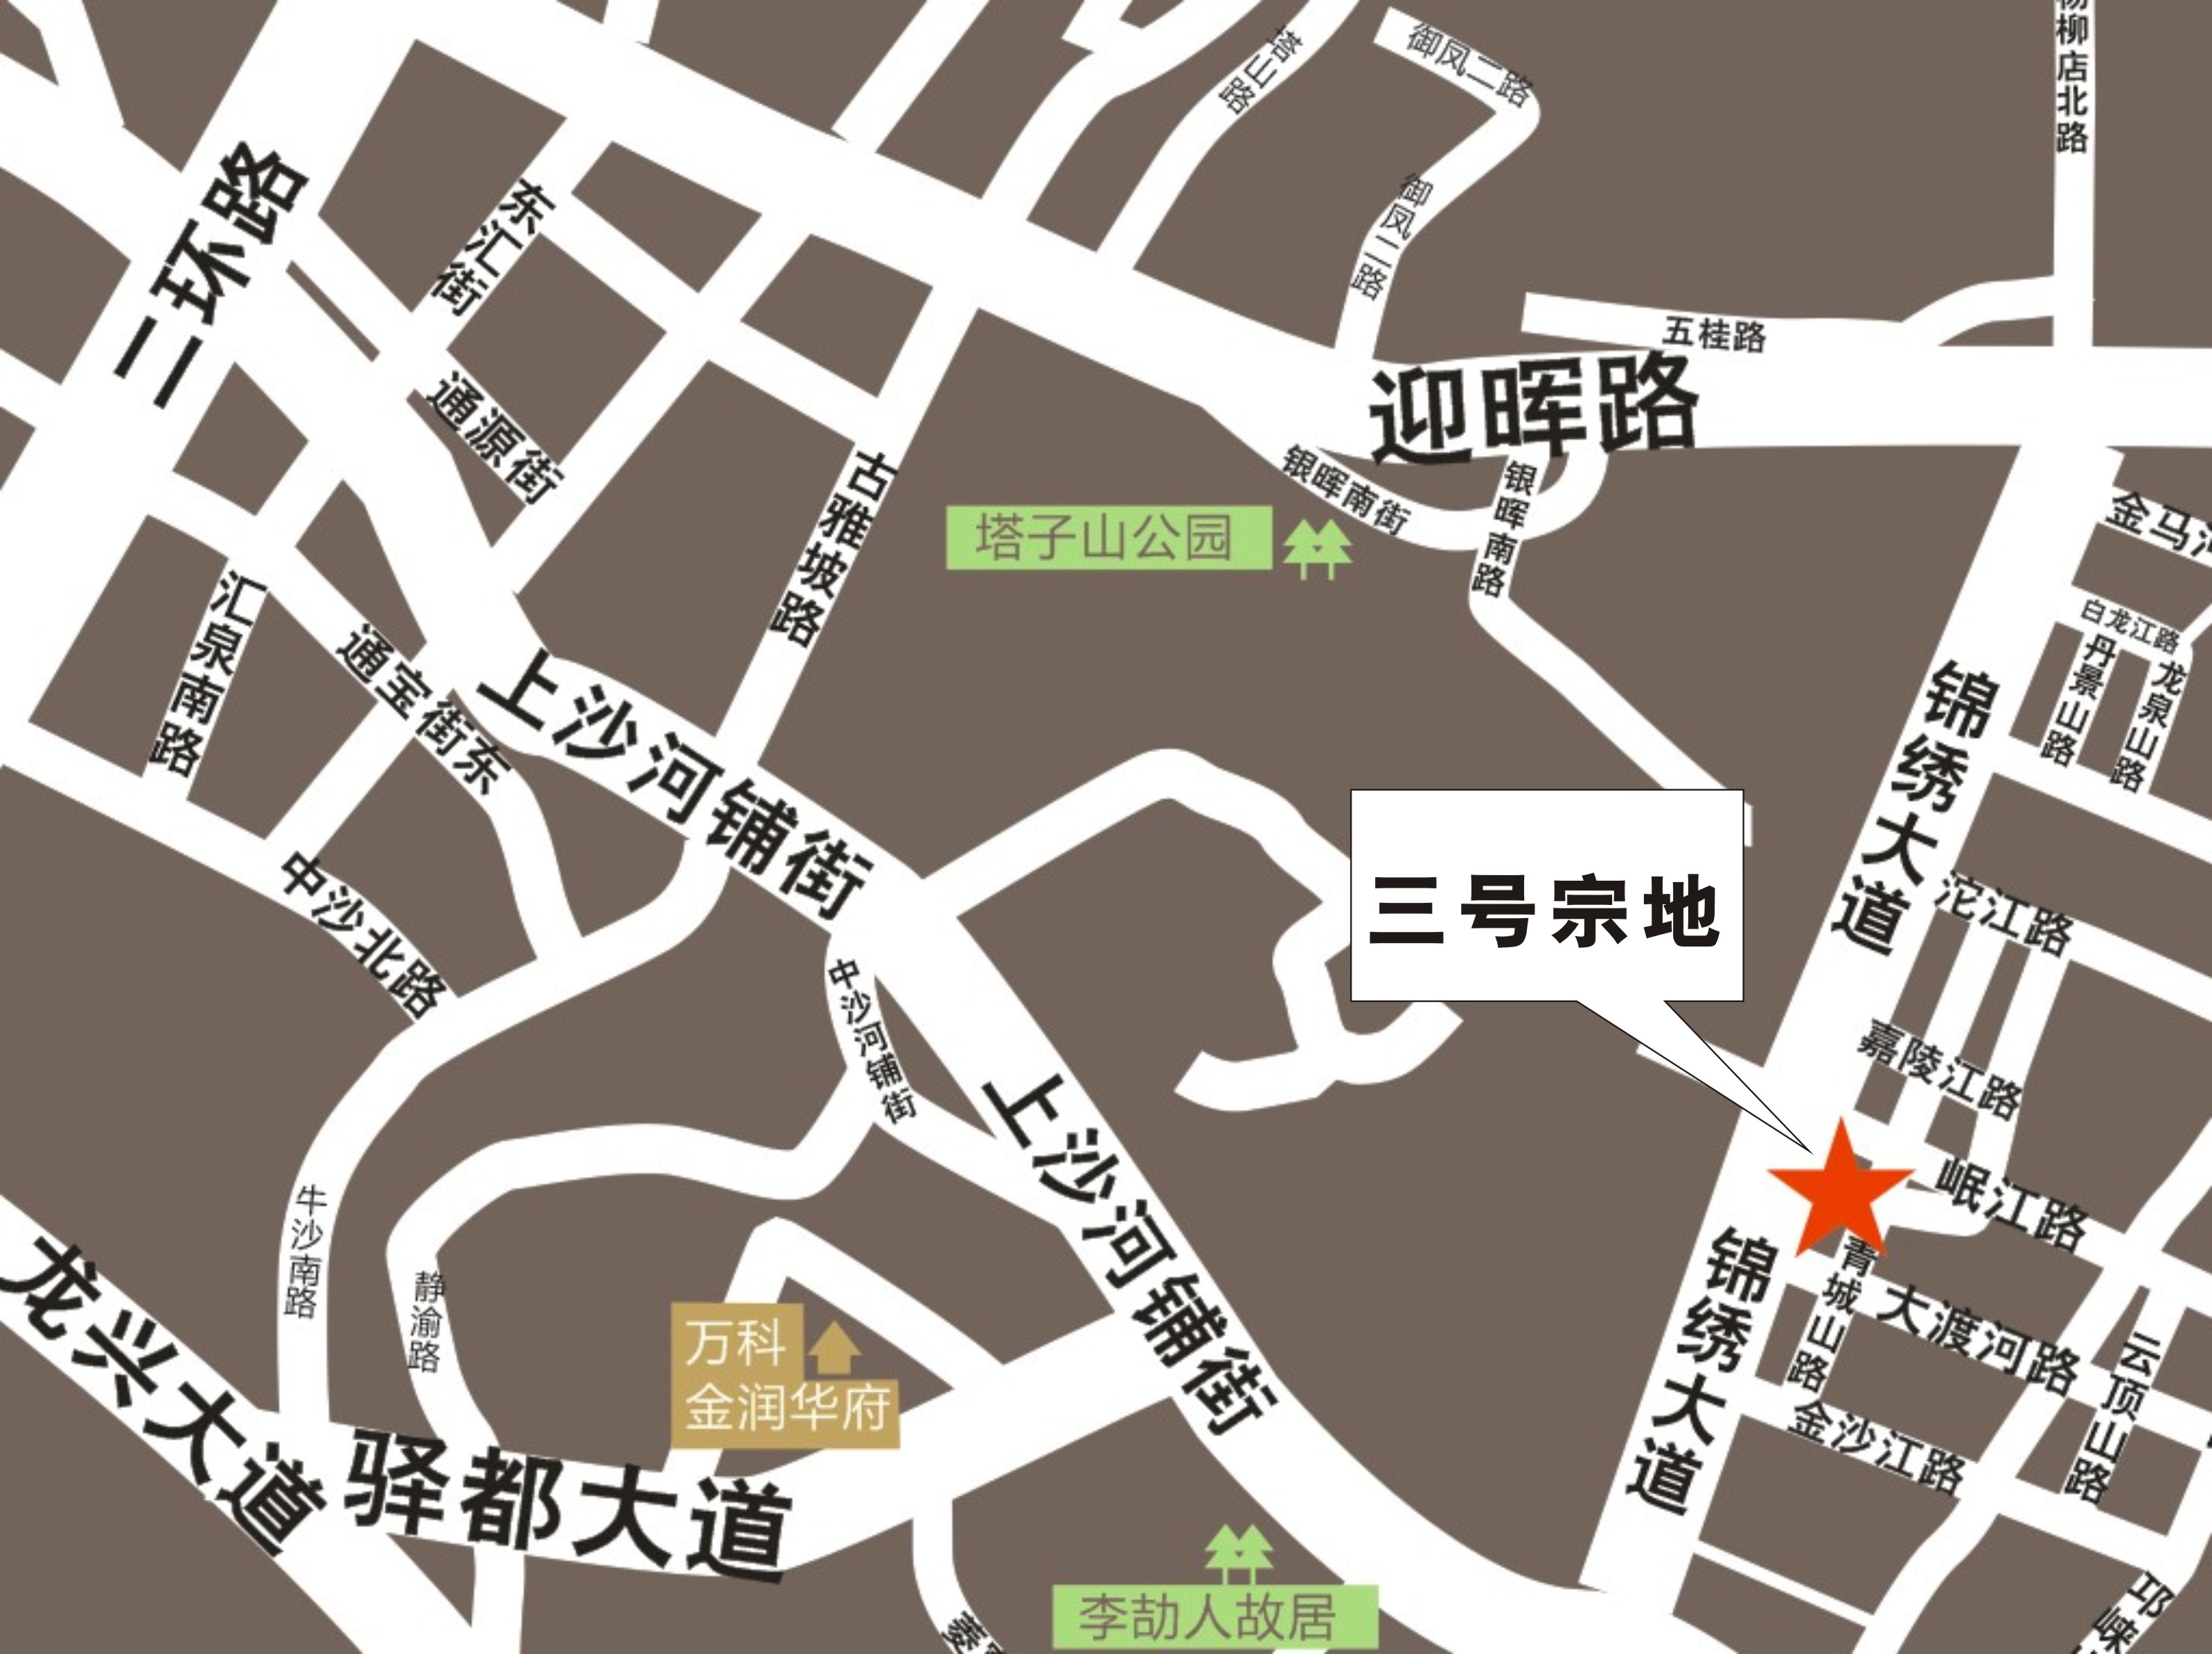 塔山路
御凤二路
杨柳店北路
三环路
东汇街
御凤二路
五桂路
迎晖路
通源街
古雅坡路
银晖南街
银晖南路
塔子山公园
金马河
汇泉南路
通宝街东
白龙江路
丹景山路
龙泉山路
上沙河铺街
锦绣大道
中沙北路
三号宗地
沱江路
中沙河铺街
嘉陵江路
上沙河铺街
岷江路
牛沙南路
静渝路
龙兴大道
锦绣大道
青城山路
大渡河路
云顶山路
万科
金润华府
金沙江路
驿都大道
李劼人故居
邛崃